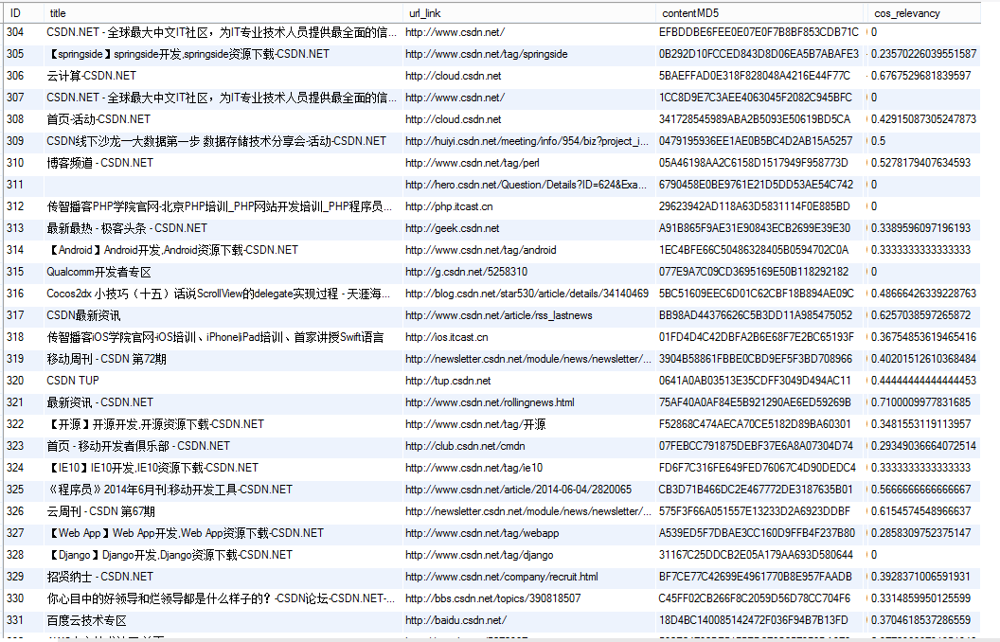 ID title url_link contentMD5 cos_relevancy
304 CSDN.NET - 全球最大中文IT社区，为IT专业技术人员提供最全面的信... http://www.csdn.net/ EFBDDBE6FEE0E07E0F7B8BF853CDB71C 0
305 【springside】springside开发,springside资源下载-CSDN.NET http://www.csdn.net/tag/springside 0B292D10FCCED843D8D06EA5B7ABAFE3 0.23570226039551587
306 云计算-CSDN.NET http://cloud.csdn.net 5BAEFFAD0E318F828048A4216E44F77C 0.6767529681839597
307 CSDN.NET - 全球最大中文IT社区，为IT专业技术人员提供最全面的信... http://www.csdn.net/ 1CC8D9E7C3AEE4063045F2082C945BFC 0
308 首页-活动-CSDN.NET http://cloud.csdn.net 341728545989ABA2B5093E50619BD5CA 0.42915087305247873
309 CSDN线下沙龙—大数据第一步 数据存储技术分享会-活动-CSDN.NET http://huiyi.csdn.net/meeting/info/954/biz?project_i... 0479195936EE1AE0B5BC4D2AB15A5257 0.5
310 博客频道 - CSDN.NET http://www.csdn.net/tag/perl 05A46198AA2C6158D1517949F958773D 0.5278179407634593
311 http://hero.csdn.net/Question/Details?ID=624&Exa... 6790458E0BE9761E21D5DD53AE54C742 0
312 传智播客PHP学院官网-北京PHP培训_PHP网站开发培训_PHP程序员... http://php.itcast.cn 29623942AD118A63D5831114F0E885BD 0
313 最新最热 - 极客头条 - CSDN.NET http://geek.csdn.net A91B865F9AE31E90843ECB2699E39E30 0.3389596097196193
314 【Android】Android开发,Android资源下载-CSDN.NET http://www.csdn.net/tag/android 1EC4BFE66C50486328405B0594702C0A 0.3333333333333333
315 Qualcomm开发者专区 http://g.csdn.net/5258310 077E9A7C09CD3695169E50B118292182 0
316 Cocos2dx 小技巧（十五）话说ScrollView的delegate实现过程 - 天涯海... http://blog.csdn.net/star530/article/details/34140469 5BC51609EEC6D01C62BF18B894AE09C 0.486664263392287​63
317 CSDN最新资讯 http://www.csdn.net/article/rss_lastnews BB98AD44376626C5B3DD11A985475052 0.6257038597265872
318 传智播客iOS学院官网-iOS培训、iPhone|iPad培训、首家讲授Swift语言 http://ios.itcast.cn 01FD4D4C42DBFA2B6E68F7E2BC65193F 0.36754853619465416
319 移动周刊 - CSDN 第72期 http://newsletter.csdn.net/module/news/newsletter/... 3904B58861FBBE0CBD9EF5F3BD708966 0.40201512610368484
320 CSDN TUP http://tup.csdn.net 0641A0AB03513E35CDFF3049D494AC11 0.44444444444444453
321 最新资讯 - CSDN.NET http://www.csdn.net/rollingnews.html 75AF40A0AF84E5B921290AE6ED59269B 0.7100009977831685
322 【开源】开源开发,开源资源下载-CSDN.NET http://www.csdn.net/tag/开源 F52868C474AECA70CE5182D89BA60301 0.3481553119113957
323 首页 - 移动开发者俱乐部 - CSDN.NET http://club.csdn.net/cmdn 07FEBCC791875DEBF37E6A8A07304D74 0.29349036664072514
324 【IE10】IE10开发,IE10资源下载-CSDN.NET http://www.csdn.net/tag/ie10 FD6F7C316FE649FED76067C4D90DEDC4 0.3333333333333333
325 《程序员》2014年6月刊:移动开发工具-CSDN.NET http://www.csdn.net/article/2014-06-04/2820065 CB3D71B466DC2E467772DE3187635B01 0.5666666666666667
326 云周刊 - CSDN 第67期 http://newsletter.csdn.net/module/news/newsletter/... 575F3F66A051557E13233D2A6923DDBF 0.6154574548966637
327 【Web App】Web App开发,Web App资源下载-CSDN.NET http://www.csdn.net/tag/webapp A539ED5F7DBAE3CC160D9FFB4F237B80 0.2858309752375147
328 【Django】Django开发,Django资源下载-CSDN.NET http://www.csdn.net/tag/django 31167C25DDCB2E05A179AA693D580644 0
329 招贤纳士 - CSDN.NET http://www.csdn.net/company/recruit.html BF7CE77C42699E4961770B8E957FAADB 0.3928371006591931
330 你心目中的好领导和烂领导都是什么样子的？-CSDN论坛-CSDN.NET-... http://bbs.csdn.net/topics/390818507 C45FF02CB266F8C2059D56D78CC704F6 0.3314859950125599
331 百度云技术专区 http://baidu.csdn.net/ 18D4BC140085142472F036F94B7B13FD 0.3704618537286559